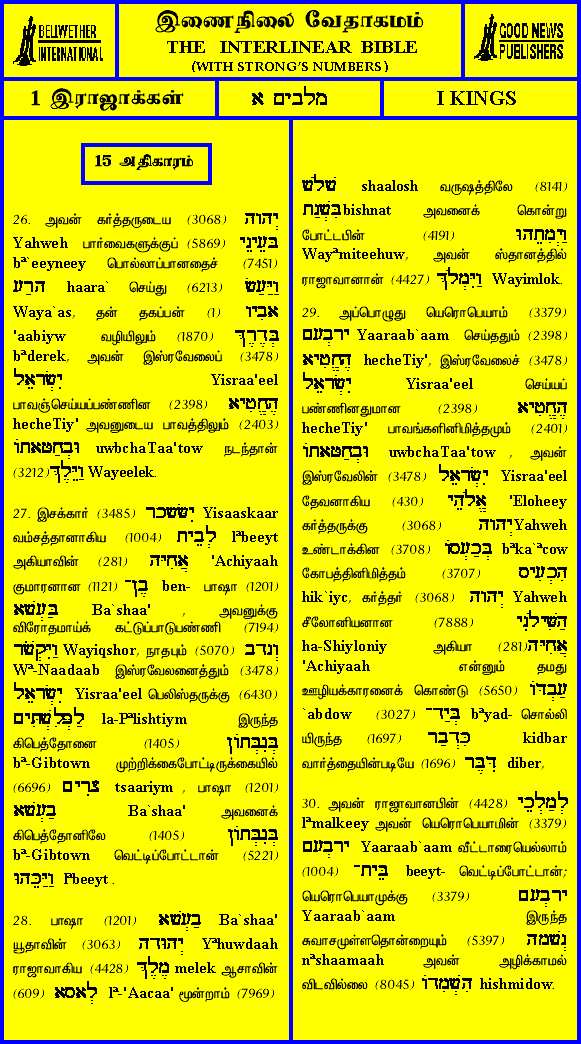 BELLWETHER
INTERNATIONAL
இணைநிலை வேதாகமம்
THE INTERLINEAR BIBLE
(WITH STRONG'S NUMBERS)
GOOD NEWS
PUBLISHERS
1 இராஜாக்கள்
מלכים א
I KINGS
15 அதிகாரம்
26. அவன் கர்த்தருடைய (3068) יְהוָה
Yahweh பார்வைகளுக்குப் (5869) בְּעֵינֵי
bª`eeyneey பொல்லாப்பானதைச் (7451)
הָרַע haara` செய்து (6213) וַיַּעַשׂ
Waya`as, தன் தகப்பன் (1) אָבִיו
'aabiyw வழியிலும் (1870) בְּדֶרֶךְ
bªderek, அவன் இஸ்ரவேலைப் (3478)
יִשְׂרָאֵל Yisraa'eel
பாவஞ்செய்யப்பண்ணின (2398) הֶחֱטִיא
hecheTiy' அவனுடைய பாவத்திலும் (2403)
וּבְחַטָּאתוֹ uwbchaTaa'tow நடந்தான்
(3212) וַיֵּלֶךְ Wayeelek.
27. இசக்கார் (3485) יִשָּׂשכָר Yisaaskaar
வம்சத்தானாகிய (1004) לְבֵית lªbeeyt
அகியாவின் (281) אֲחִיָּה 'Achiyaah
குமாரனான (1121) בֶן־ ben- பாஷா (1201)
בַּעְשָׁא Ba`shaa' , அவனுக்கு
விரோதமாய்க் கட்டுப்பாடுபண்ணி (7194)
וַיִּקְשֹׁר Wayiqshor, நாதபும் (5070) וְנָדָב
Wª-Naadaab இஸ்ரவேலனைத்தும் (3478)
יִשְׂרָאֵל Yisraa'eel பெலிஸ்தருக்கு (6430)
לַפְּלִשְׁתִּים la-Pªlishtiym இருந்த
கிபெத்தோனை (1405) בְּגִבְּתוֹן
bª-Gibtown முற்றிக்கைபோட்டிருக்கையில்
(6696) צָרִים tsaariym , பாஷா (1201)
בַעְשָׁא Ba`shaa' அவனைக்
கிபெத்தோனிலே (1405) בְּגִבְּתוֹן
bª-Gibtown வெட்டிப்போட்டான் (5221)
וַיַּכֵּהוּ lªbeeyt .
28. பாஷா (1201) בַעְשָׁא Ba`shaa'
யூதாவின் (3063) יְהוּדָה Yªhuwdaah
ராஜாவாகிய (4428) מֶלֶךְ melek ஆசாவின்
(609) לְאָסָא lª-'Aacaa' மூன்றாம் (7969)
שָׁלֹשׁ shaalosh வருஷத்திலே (8141)
בִּשְׁנַת bishnat அவனைக் கொன்று
போட்டபின் (4191) וַיְמִתֵהוּ
Wayªmiteehuw, அவன் ஸ்தானத்தில்
ராஜாவானான் (4427) וַיִּמְלֹךְ Wayimlok.
29. அப்பொழுது யெரொபெயாம் (3379)
יָרָבְעָם Yaaraab`aam செய்ததும் (2398)
הֶחֱטִיא hecheTiy', இஸ்ரவேலைச் (3478)
יִשְׂרָאֵל Yisraa'eel செய்யப்
பண்ணினதுமான (2398) הֶחֱטִיא
hecheTiy' பாவங்களினிமித்தமும் (2401)
וּבְחַטָּאתוֹ uwbchaTaa'tow , அவன்
இஸ்ரவேலின் (3478) יִשְׂרָאֵל Yisraa'eel
தேவனாகிய (430) אֱלֹהֵי 'Eloheey
கர்த்தருக்கு (3068) יְהוָה Yahweh
உண்டாக்கின (3708) בְּכַעְסוֹ bªka`ªcow
கோபத்தினிமித்தம் (3707) הִכְעִיס
hik`iyc, கர்த்தர் (3068) יְהוָה Yahweh
சீலோனியனான (7888) הַשִּׁילֹנִי
ha-Shiyloniy அகியா (281) אֲחִיָּה
'Achiyaah என்னும் தமது
ஊழியக்காரனைக் கொண்டு (5650) עַבְדּוֹ
`abdow (3027) בְּיַד־ bªyad- சொல்லி
யிருந்த (1697) כִּדְבַר kidbar
வார்த்தையின்படியே (1696) דִּבֶּר diber,
30. அவன் ராஜாவானபின் (4428) לְמַלְכֵי
lªmalkeey அவன் யெரொபெயாமின் (3379)
יָרָבְעָם Yaaraab`aam வீட்டாரையெல்லாம்
(1004) בֵּית־ beeyt- வெட்டிப்போட்டான்;
யெரொபெயாமுக்கு (3379) יָרָבְעָם
Yaaraab`aam இருந்த
சுவாசமுள்ளதொன்றையும் (5397) נְשָׁמָה
nªshaamaah அவன் அழிக்காமல்
விடவில்லை (8045) הִשְׁמִדוֹ hishmidow.